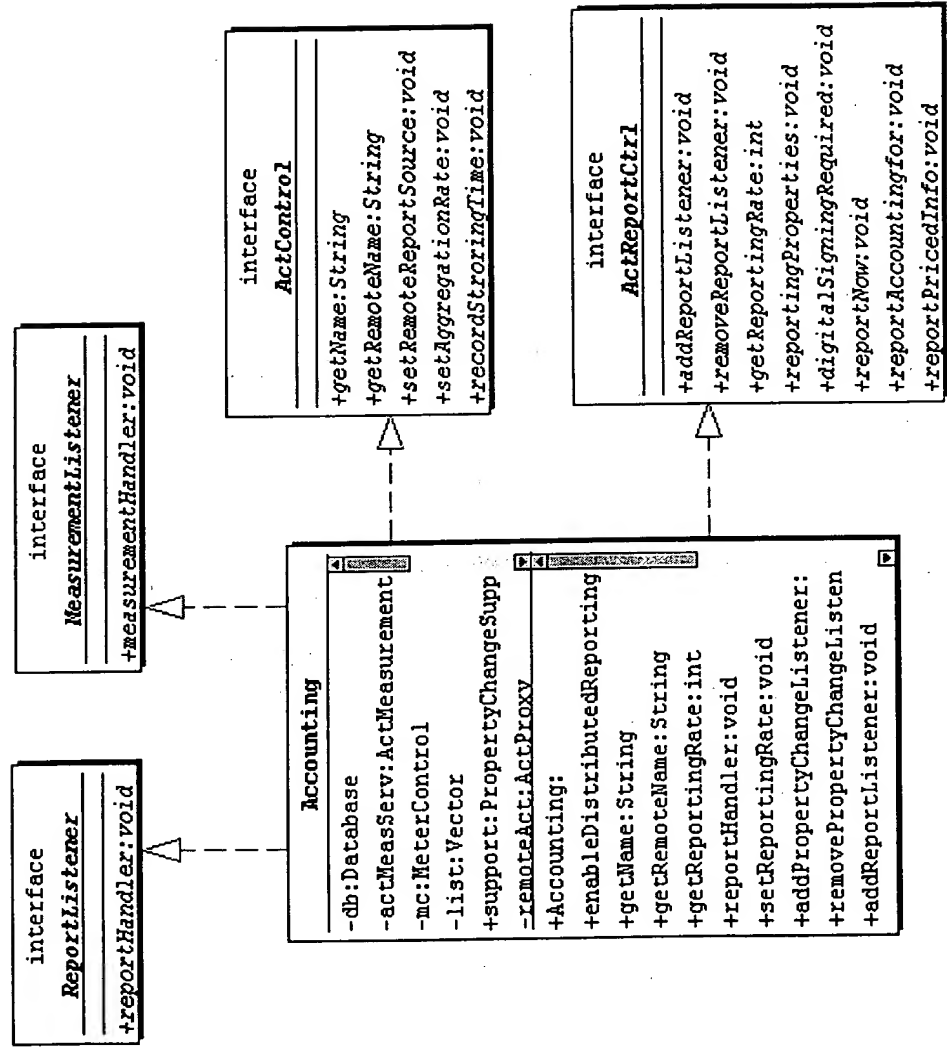 interface
ReportListener
+reportHandler:void
interface
MeasurementListener
+measurementHandler:void
Accounting
-db:Database
-actMeasServ:ActMeasurement
-mc:MeterControl
-list:Vector
+support:PropertyChangeSupp
-remoteAct:ActProxy
+Accounting:
+enableDistributedReporting
+getName:String
+getRemoteName:String
+getReportingRate:int
+reportHandler:void
+setReportingRate:void
+addPropertyChangeListener:
+removePropertyChangeListen
+addReportListener:void
interface
ActControl
+getName:String
+getRemoteName:String
+setRemoteReportSource:void
+setAggregationRate:void
+recordStroringTime:void
interface
ActReportCtrl
+addReportListener:void
+removeReportListener:void
+getReportingRate:int
+reportingProperties:void
+digitalSigningRequired:void
+reportNow:void
+reportAccountingfor:void
+reportPricedInfo:void